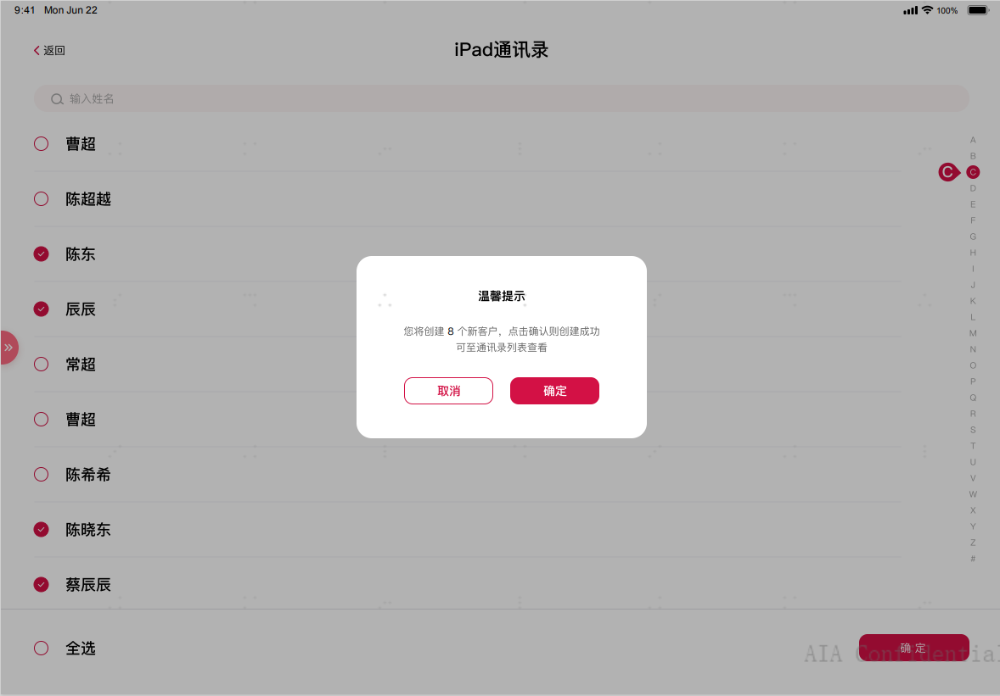 9:41 Mon Jun 22
100%
返回
iPad通讯录
输入姓名
曹超
陈超越
陈东
辰辰
常超
曹超
陈希希
陈晓东
蔡辰辰
A
B
C C
D
E
F
G
H
I
J
K
L
M
N
O
P
Q
R
S
T
U
V
W
X
Y
Z
#
温馨提示
您将创建 8 个新客户，点击确认则创建成功
可至通讯录列表查看
取消
确定
全选
确 定
AIA Confidential